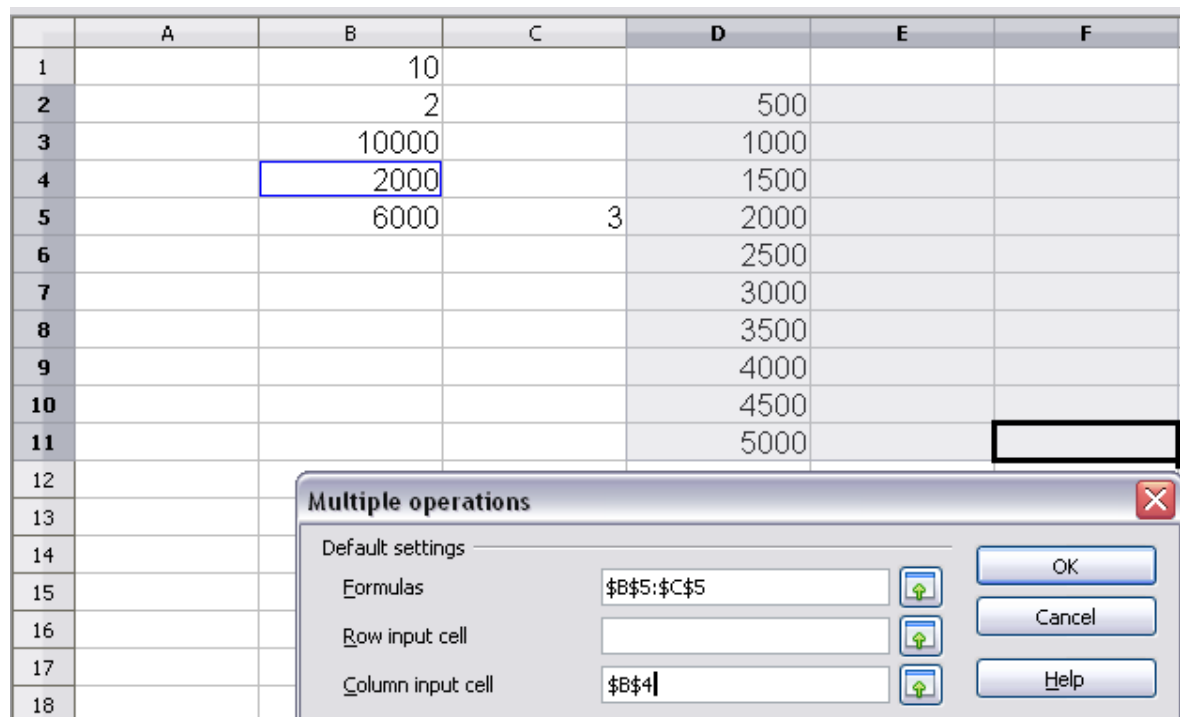 A B C D E F
1 10
2 2 500
3 10000 1000
4 2000 1500
5 6000 3 2000
6 2500
7 3000
8 3500
9 4000
10 4500
11 5000
12
13
14
15
16
17
18
Multiple operations
Default settings
Formulas $B$5:$C$5
Row input cell
Column input cell $B$4
OK
Cancel
Help